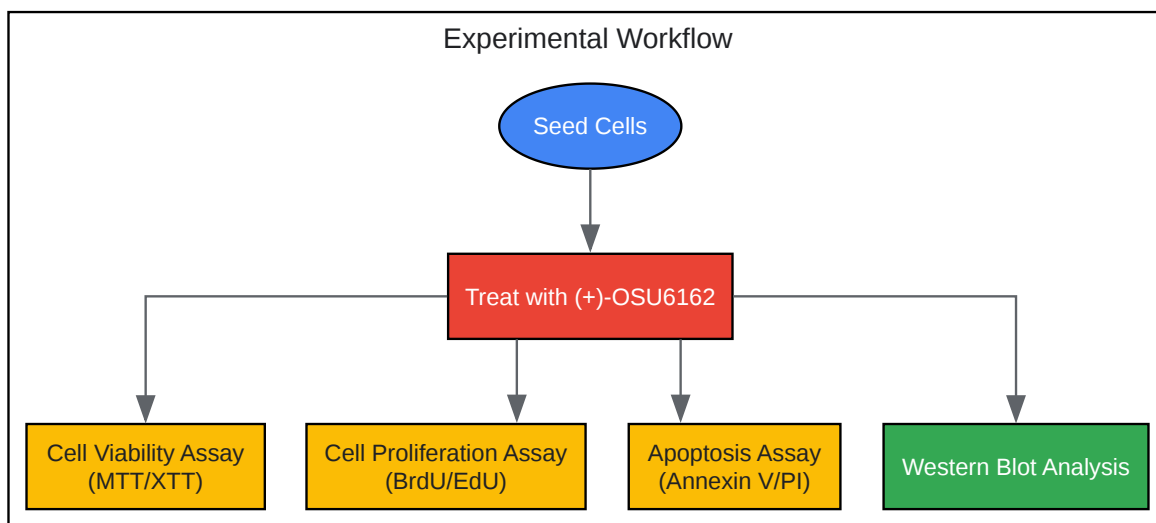 Experimental Workflow
Seed Cells
Treat with (+)-OSU6162
Cell Viability Assay
(MTT/XTT)
Cell Proliferation Assay
(BrdU/EdU)
Apoptosis Assay
(Annexin V/PI)
Western Blot Analysis